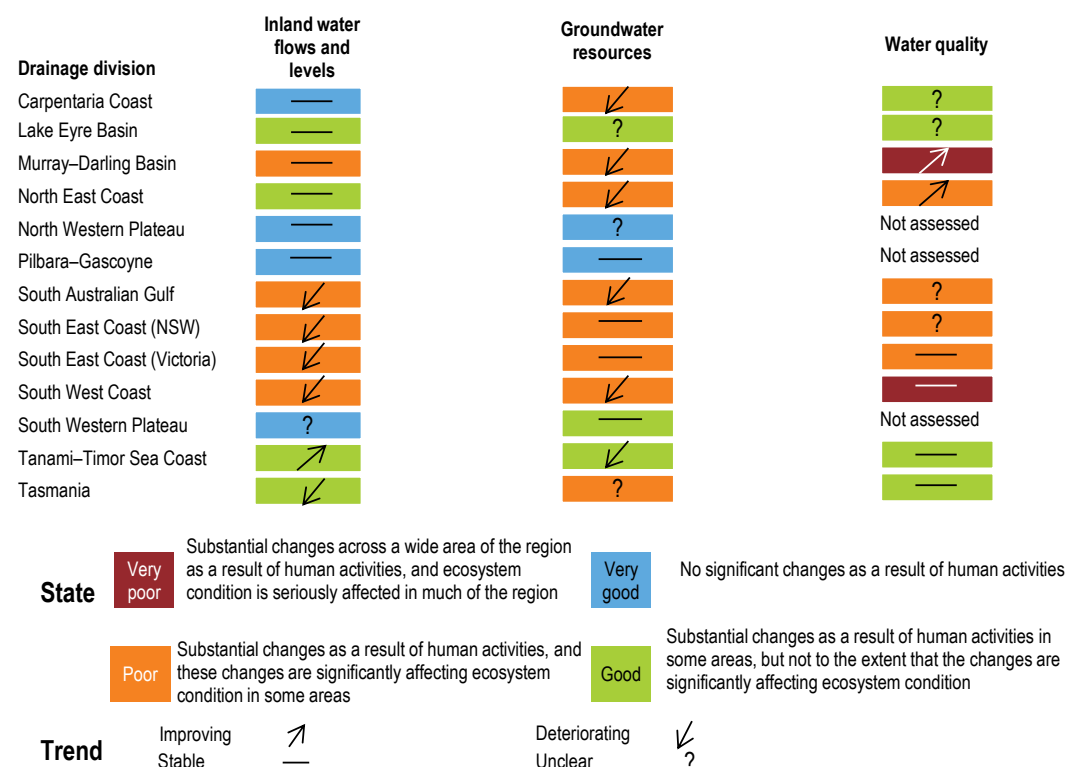 Inland water
flows and
levels
Groundwater
resources
Water quality
Drainage division
Carpentaria Coast
?
Lake Eyre Basin
?
?
Murray–Darling Basin
North East Coast
North Western Plateau
?
Not assessed
Pilbara–Gascoyne
Not assessed
South Australian Gulf
?
South East Coast (NSW)
?
South East Coast (Victoria)
South West Coast
South Western Plateau
?
Not assessed
Tanami–Timor Sea Coast
Tasmania
?
State
Very
poor
Substantial changes across a wide area of the region
as a result of human activities, and ecosystem
condition is seriously affected in much of the region
Very
good
No significant changes as a result of human activities
Poor
Substantial changes as a result of human activities, and
these changes are significantly affecting ecosystem
condition in some areas
Good
Substantial changes as a result of human activities in
some areas, but not to the extent that the changes are
significantly affecting ecosystem condition
Trend
Improving
Deteriorating
Stable
Unclear
?